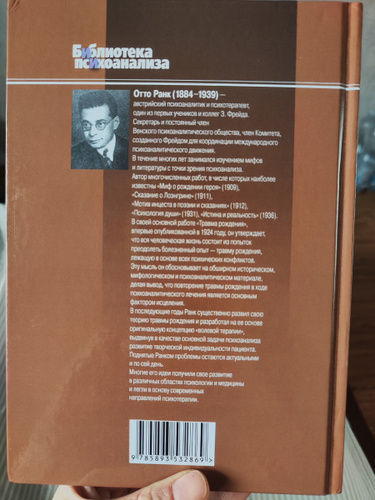 Библиотека
психоанализа
Отто Ранк (1884–1939) –
австрийский психоаналитик и психотерапевт,
один из первых учеников и коллег З. Фрейда.
Секретарь и постоянный член
Венского психоаналитического общества, член Комитета,
созданного Фрейдом для координации международного
психоаналитического движения.
В течение многих лет занимался изучением мифов
и литературы с точки зрения психоанализа.
Автор многочисленных работ, в числе которых наиболее
известны «Миф о рождении героя» (1909),
«Сказание о Лоэнгрине» (1911),
«Мотив инцеста в поэзии и сказаниях» (1912),
«Психология души» (1931), «Истина и реальность» (1936).
В своей основной работе «Травма рождения»,
впервые опубликованной в 1924 году, он утверждает,
что вся человеческая жизнь состоит из попыток
преодолеть болезненный опыт — травму рождения,
лежащую в основе всех психических конфликтов.
Эту мысль он обосновывает на обширном историческом,
мифологическом и психоаналитическом материале,
делая вывод, что повторение травмы рождения в ходе
психоаналитического лечения является основным
фактором исцеления.
В последующие годы Ранк существенно развил свою
теорию травмы рождения и разработал на ее основе
оригинальную концепцию «волевой терапии»,
выдвинув в качестве основной задачи психоанализа
развитие творческой индивидуальности пациента.
Поднятые Ранком проблемы остаются актуальными
и по сей день.
Многие его идеи получили свое развитие
в различных областях психологии и медицины
и легли в основу современных
направлений психотерапии.
9 785893 532869 >